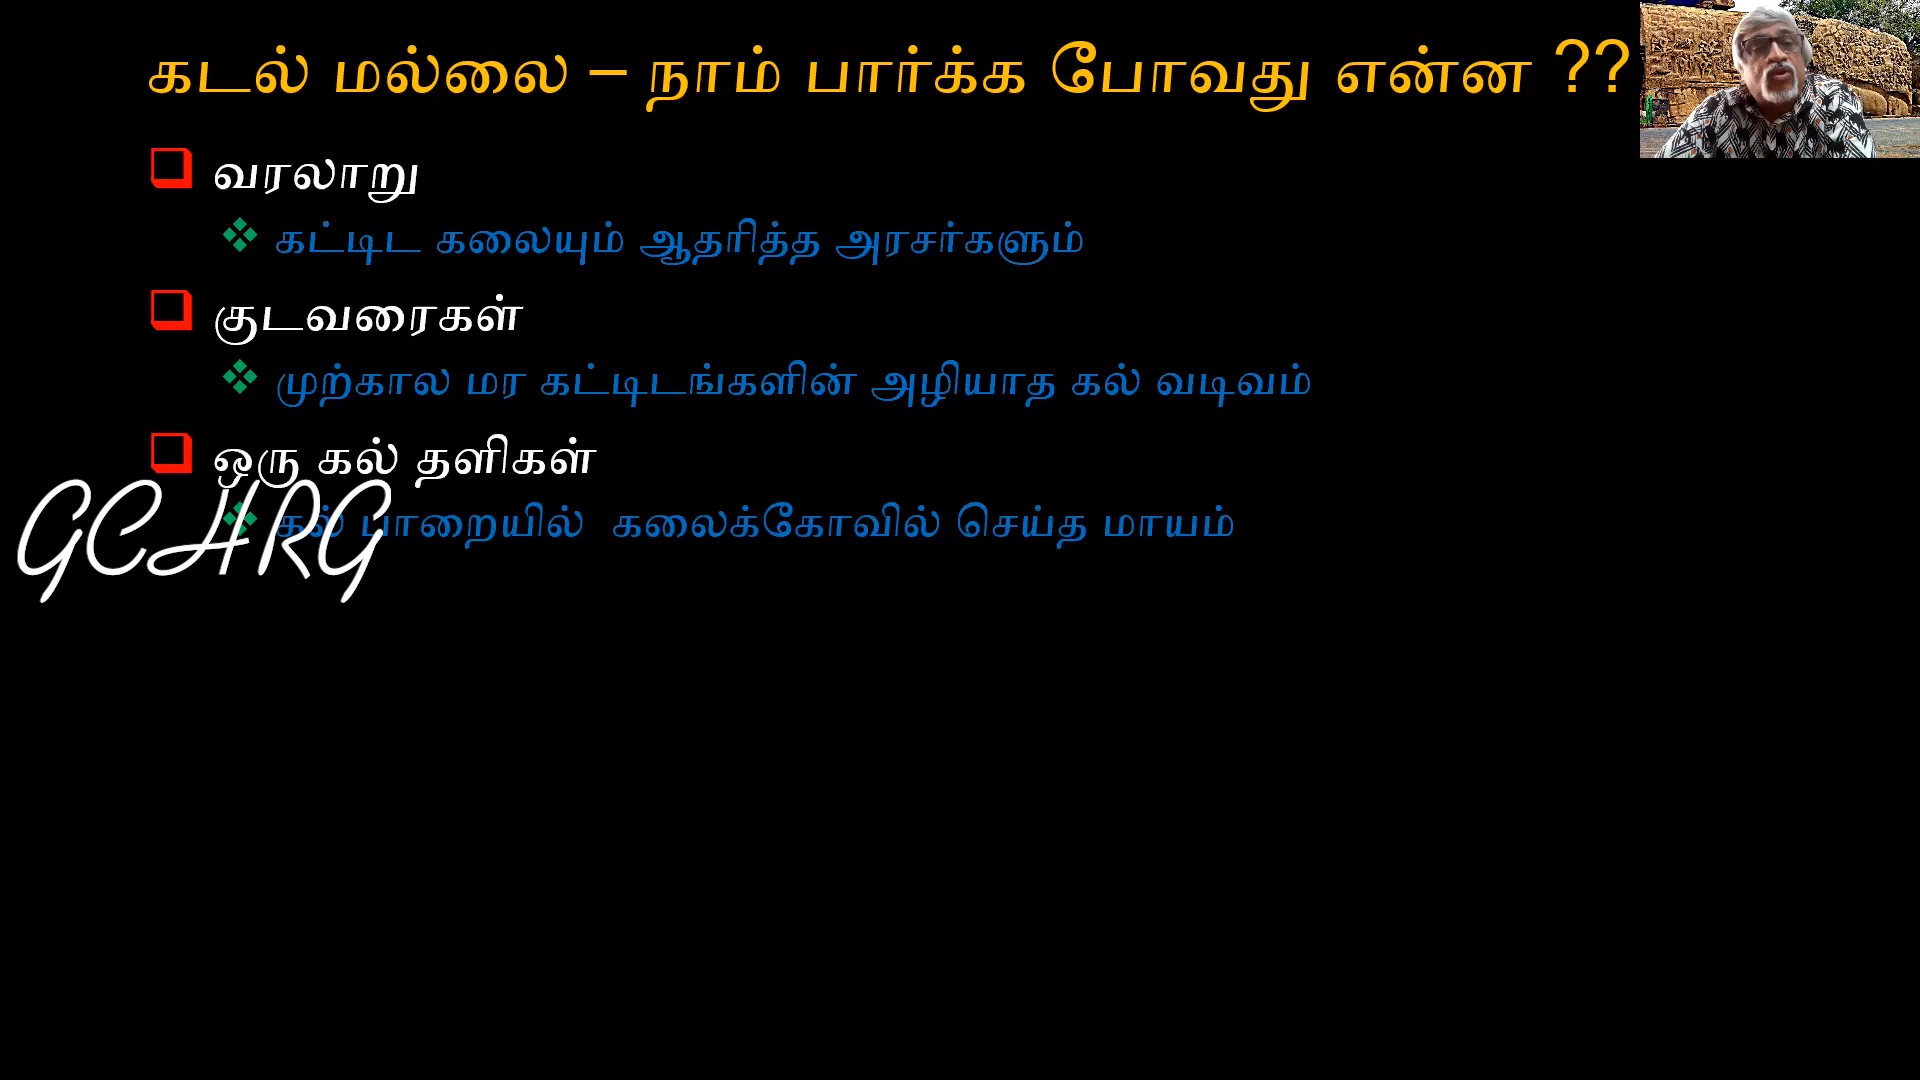 கடல் மல்லை – நாம் பார்க்க போவது என்ன ??
வரலாறு
கட்டிட கலையும் ஆதரித்த அரசர்களும்
குடவரைகள்
முற்கால மர கட்டிடங்களின் அழியாத கல் வடிவம்
ஒரு கல் தளிகள்
கல் பாறையில் கலைக்கோவில் செய்த மாயம்
GCHRG